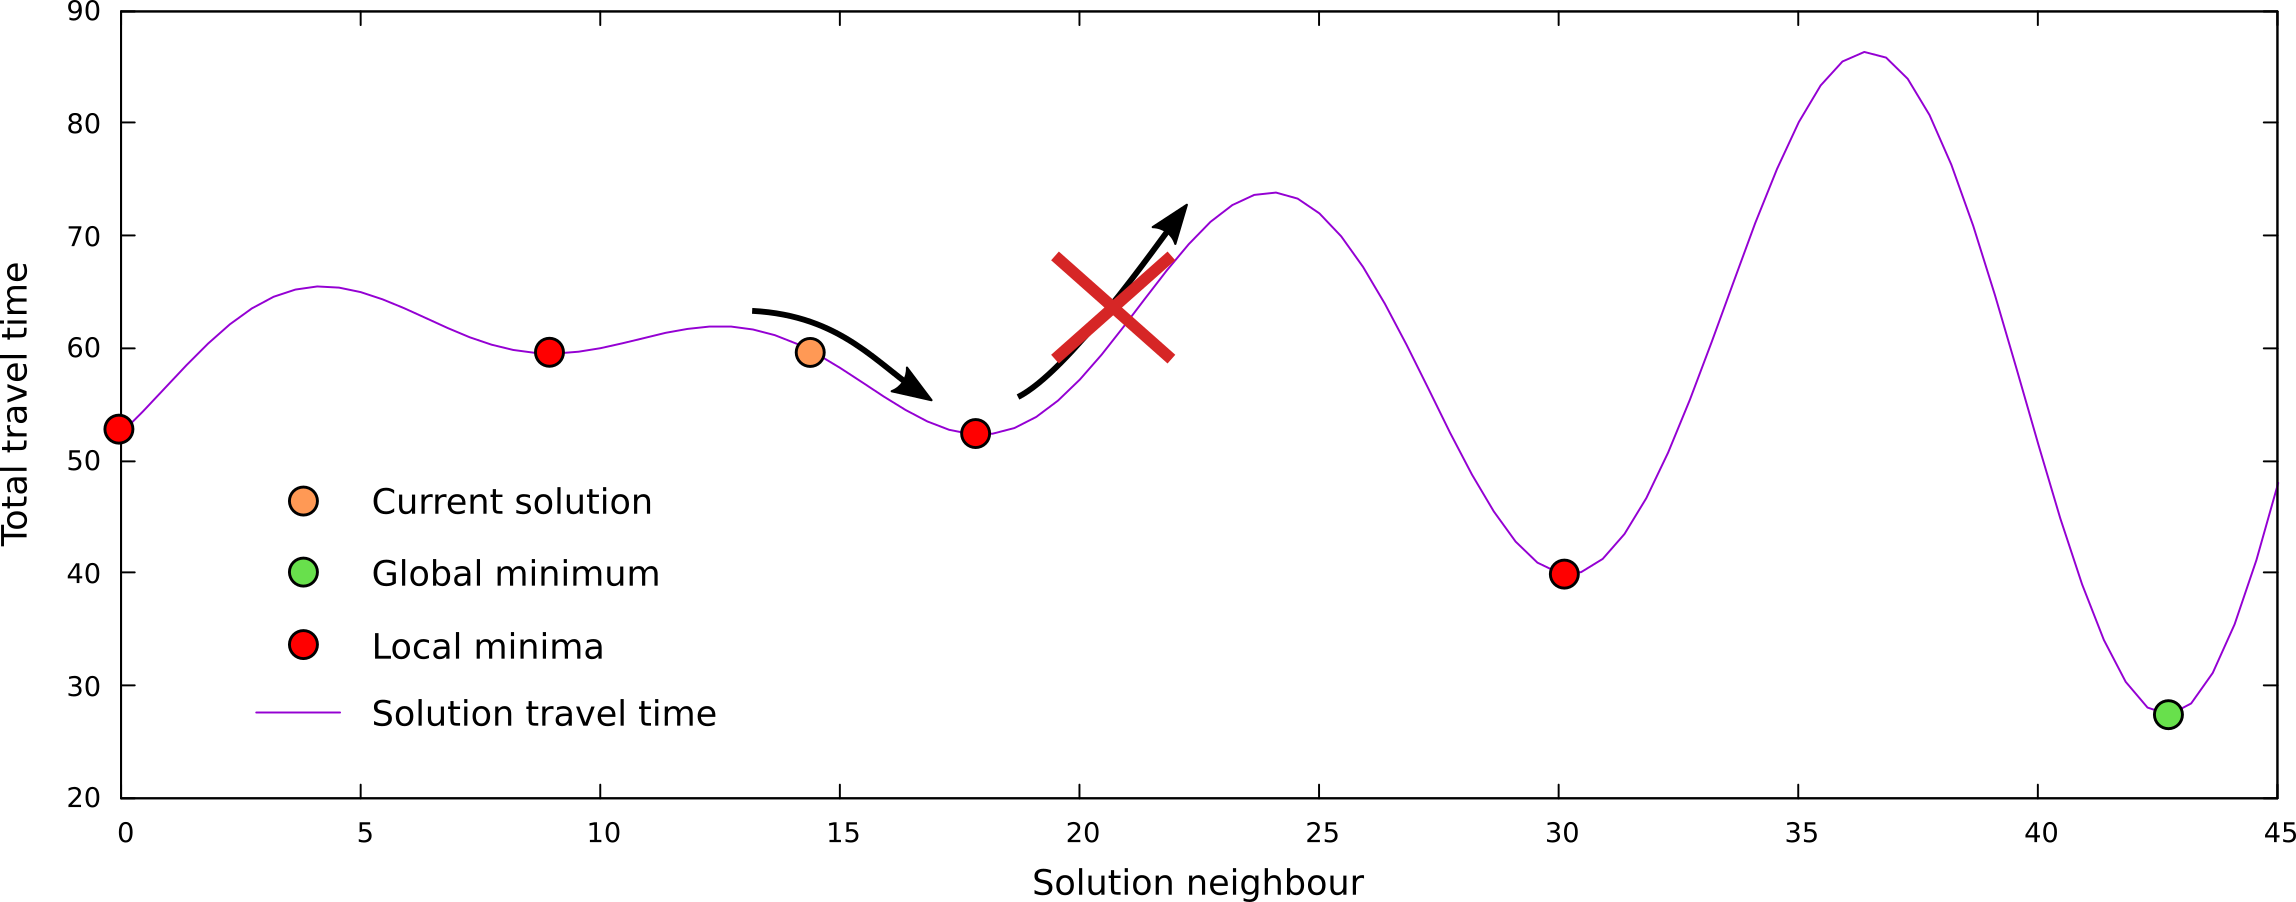 90
80
70
60
50
40
30
20
Total travel time
Current solution
Global minimum
Local minima
Solution travel time
0 5 10 15 20 25 30 35 40 45
Solution neighbour